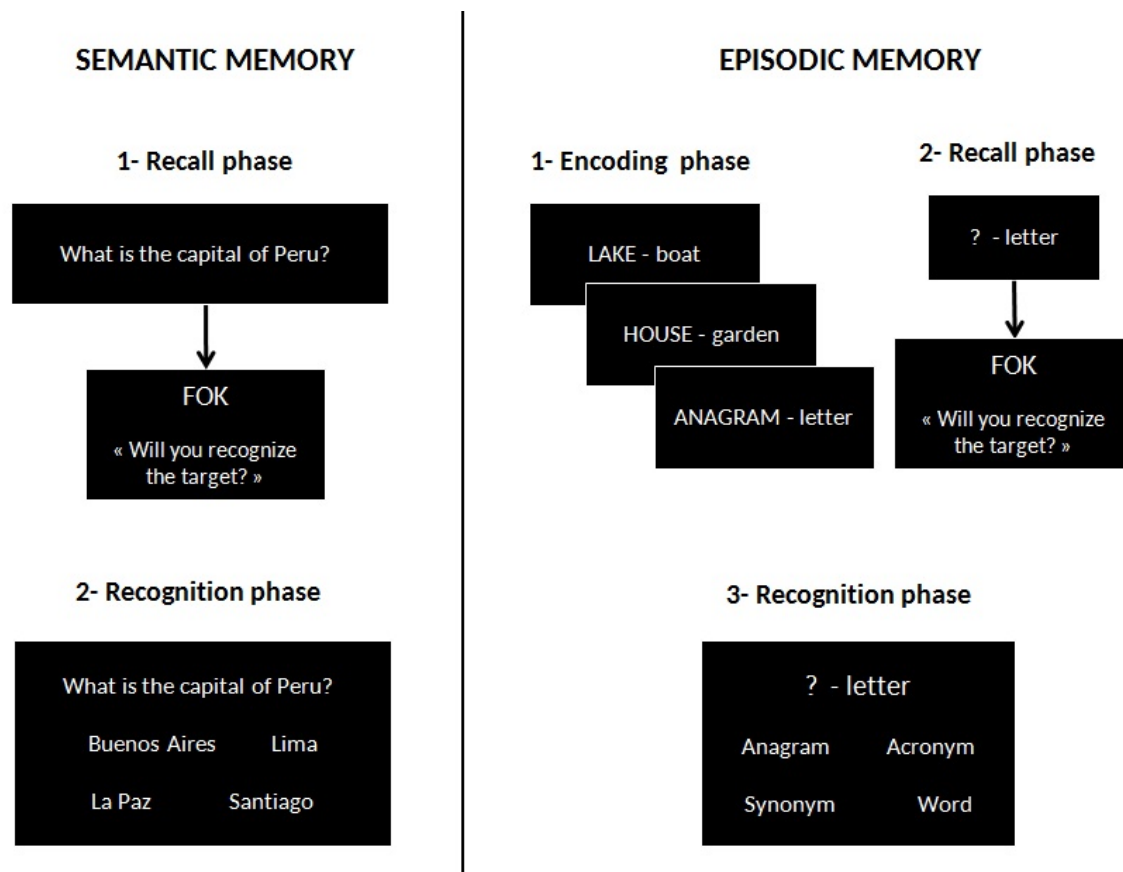 SEMANTIC MEMORY
1- Recall phase
What is the capital of Peru?
FOK
« Will you recognize
the target? »
2- Recognition phase
What is the capital of Peru?
Buenos Aires Lima
La Paz Santiago
EPISODIC MEMORY
1- Encoding phase
LAKE - boat
HOUSE - garden
ANAGRAM - letter
2- Recall phase
? - letter
FOK
« Will you recognize
the target? »
3- Recognition phase
? - letter
Anagram Acronym
Synonym Word